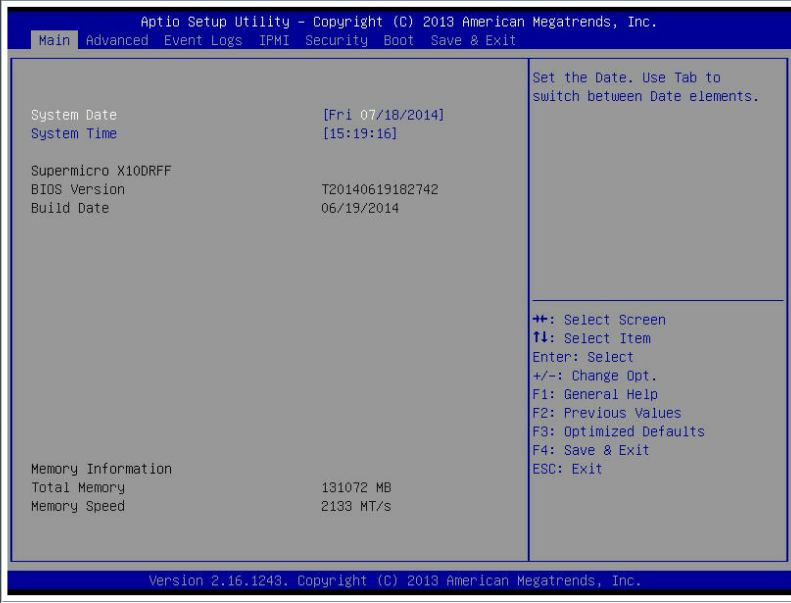 Aptio Setup Utility – Copyright (C) 2013 American Megatrends, Inc.
Main Advanced Event Logs IPMI Security Boot Save & Exit
Set the Date. Use Tab to
switch between Date elements.
System Date [Fri 07/18/2014]
System Time [15:19:16]
Supermicro X10DRFF
BIOS Version T20140619182742
Build Date 06/19/2014
Memory Information
Total Memory 131072 MB
Memory Speed 2133 MT/s
→←: Select Screen
↑↓: Select Item
Enter: Select
+/-: Change Opt.
F1: General Help
F2: Previous Values
F3: Optimized Defaults
F4: Save & Exit
ESC: Exit
Version 2.16.1243. Copyright (C) 2013 American Megatrends, Inc.